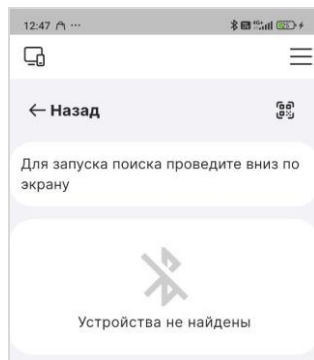 12:47
← Назад
Для запуска поиска проведите вниз по
экрану
Устройства не найдены